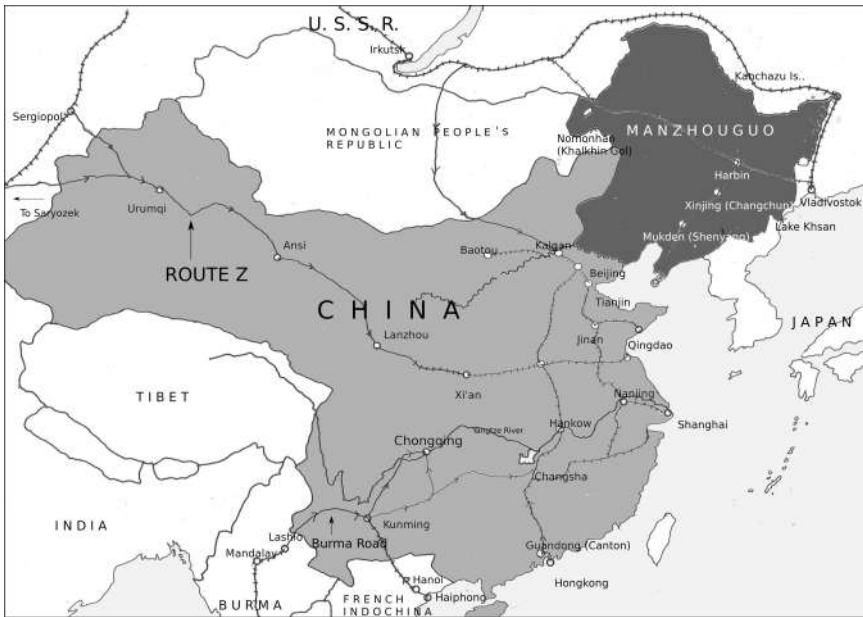 U. S. S. R.
Irkutsk
Kanchazu Is..
Sergiopol
MONGOLIAN PEOPLE'S
REPUBLIC
Nomonhan
(Khalkhin Gol)
MANZHOUGUO
Harbin
To Saryozek
Urumqi
Xinjing (Changchun)
Vladivostok
Lake Khsan
Mukden (Shenyang)
Ansi
Baotou
Kalgan
ROUTE Z
Beijing
CHINA
Tianjin
JAPAN
Lanzhou
Jinan
Qingdao
TIBET
Xi'an
Nanjing
Shanghai
Yangtze River
Hankow
Chongqing
Changsha
INDIA
Kunming
Lashio
Burma Road
Mandalay
Guandong (Canton)
Hanoi
Hongkong
BURMA
FRENCH
INDOCHINA
Haiphong